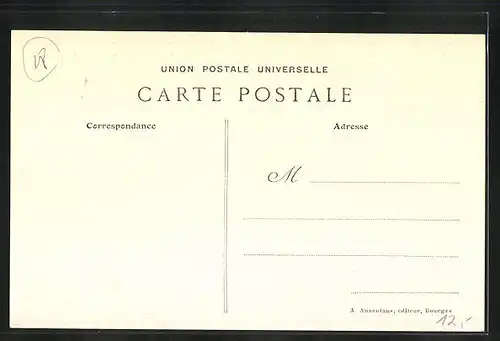 UNION POSTALE UNIVERSELLE
CARTE POSTALE
Correspondance
Adresse
M
A. Auxenfans, éditeur, Bourges
12,-